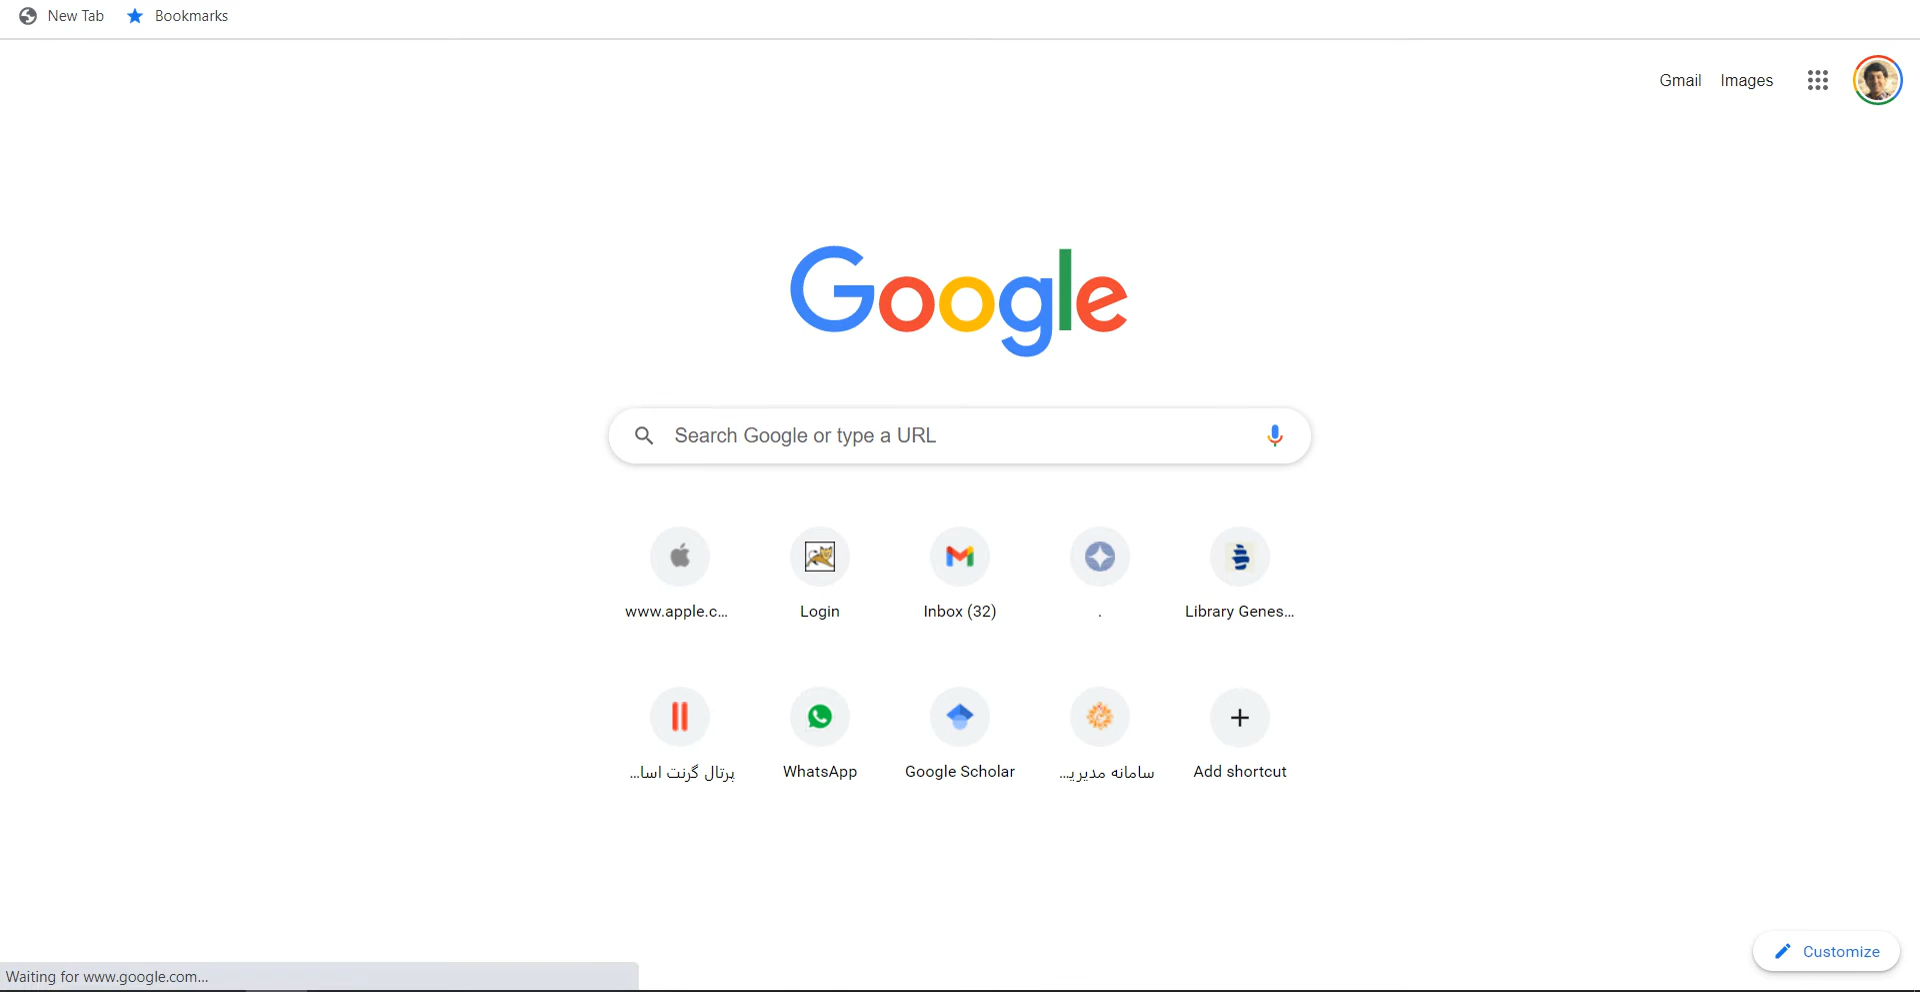 New Tab Bookmarks
Gmail Images
Google
Search Google or type a URL
www.apple.c... Login Inbox (32) . Library Genes...
پرتال گرنت اسا... WhatsApp Google Scholar سامانه مدیریـ... Add shortcut
Customize
Waiting for www.google.com...